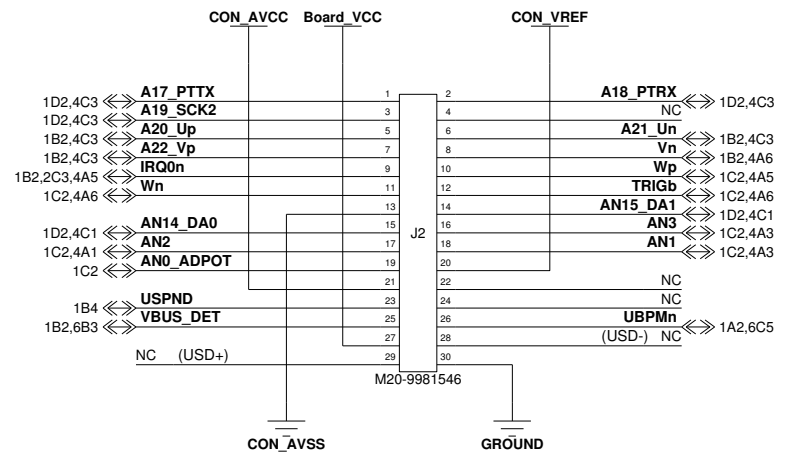 CON_AVCC Board_VCC CON_VREF
A17_PTTX 1 2 A18_PTRX
1D2,4C3 1D2,4C3
A19_SCK2 3 4 NC
1D2,4C3
A20_Up 5 6 A21_Un
1B2,4C3 1B2,4C3
A22_Vp 7 8 Vn
1B2,4C3 1B2,4A6
IRQ0n 9 10 Wp
1B2,2C3,4A5 1C2,4A5
Wn 11 12 TRIGb
1C2,4A6 1C2,4A6
13 14 AN15_DA1
1D2,4C1
AN14_DA0 15 16 AN3
1D2,4C1 J2 1C2,4A3
AN2 17 18 AN1
1C2,4A1 1C2,4A3
AN0_ADPOT 19 20
1C2
21 22 NC
USPND 23 24 NC
1B4
VBUS_DET 25 26 UBPMn
1B2,6B3 1A2,6C5
27 28 (USD-) NC
NC (USD+) 29 30
M20-9981546
CON_AVSS GROUND